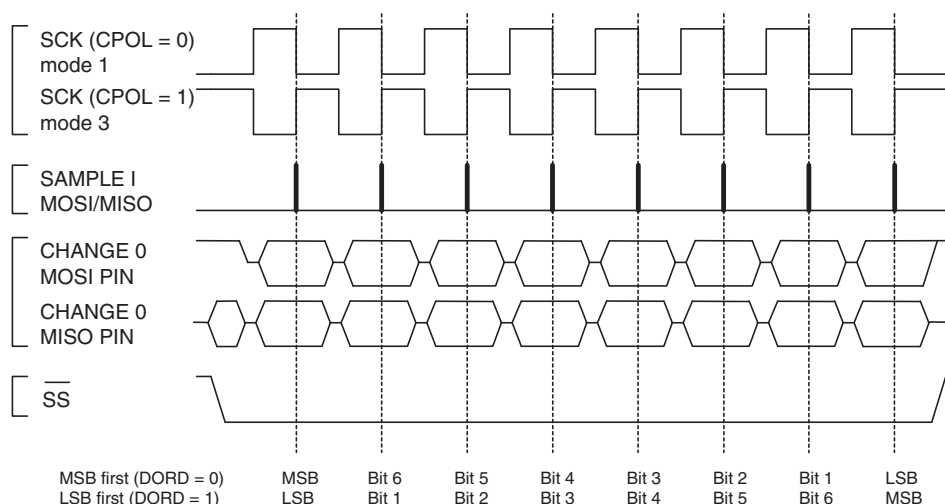 SCK (CPOL = 0)
mode 1
SCK (CPOL = 1)
mode 3
SAMPLE I
MOSI/MISO
CHANGE 0
MOSI PIN
CHANGE 0
MISO PIN
SS
MSB first (DORD = 0) MSB Bit 6 Bit 5 Bit 4 Bit 3 Bit 2 Bit 1 LSB
LSB first (DORD = 1) LSB Bit 1 Bit 2 Bit 3 Bit 4 Bit 5 Bit 6 MSB